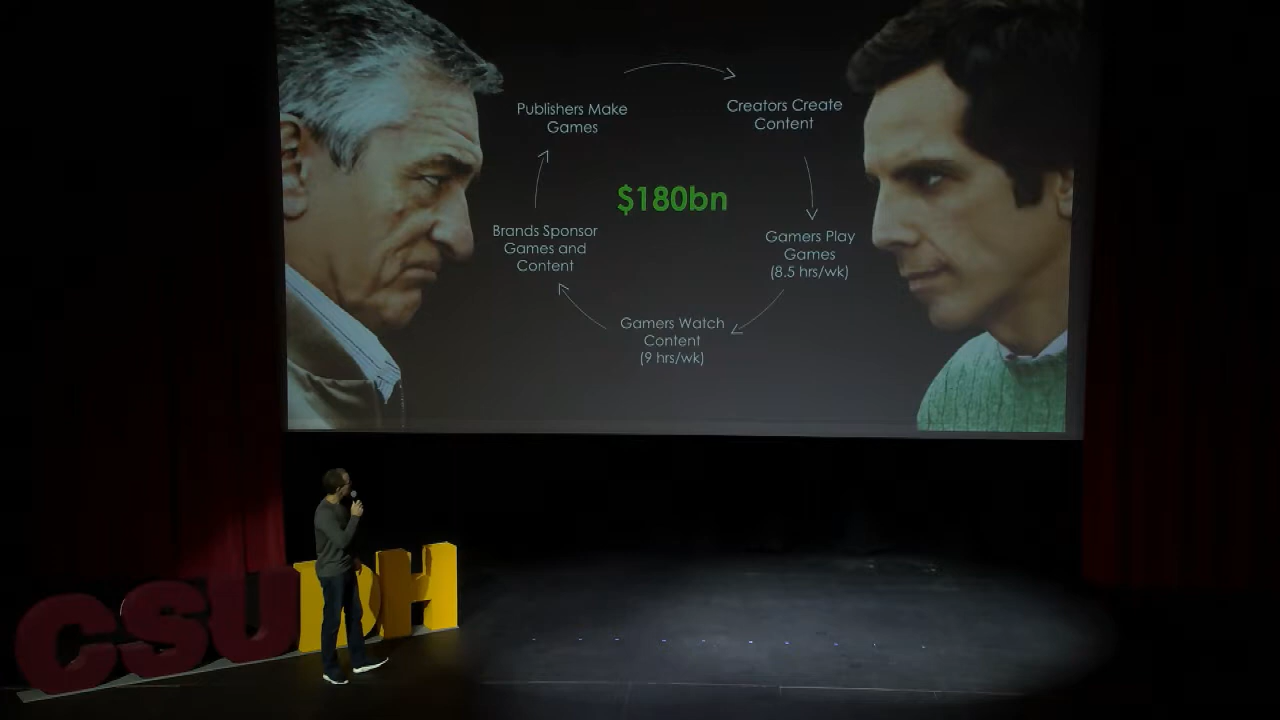 Publishers Make
Games
Creators Create
Content
$180bn
Brands Sponsor
Games and
Content
Gamers Play
Games
(8.5 hrs/wk)
Gamers Watch
Content
(9 hrs/wk)
CSUDH